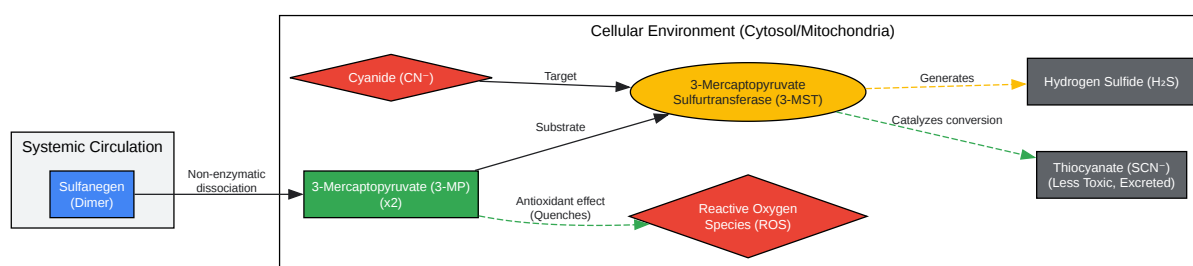 Cellular Environment (Cytosol/Mitochondria)
Cyanide (CN⁻)
Target
3-Mercaptopyruvate
Sulfurtransferase (3-MST)
Generates
Hydrogen Sulfide (H₂S)
Catalyzes conversion
Substrate
Systemic Circulation
Sulfanegen
(Dimer)
Non-enzymatic
dissociation
3-Mercaptopyruvate (3-MP)
(x2)
Antioxidant effect
(Quenches)
Reactive Oxygen
Species (ROS)
Thiocyanate (SCN⁻)
(Less Toxic, Excreted)